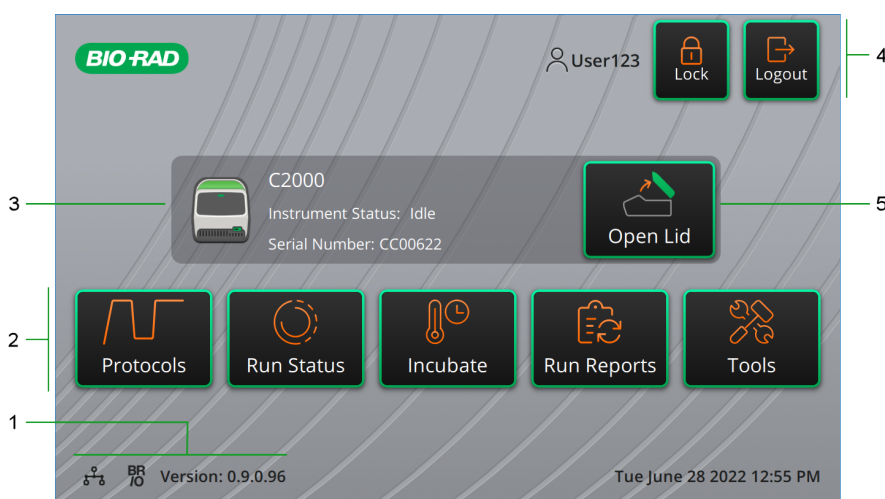 BIO-RAD
User123
Lock
Logout
4
C2000
3
Instrument Status: Idle
Serial Number: CC00622
Open Lid
5
2
Protocols
Run Status
Incubate
Run Reports
Tools
1
BR
IO
Version: 0.9.0.96
Tue June 28 2022 12:55 PM